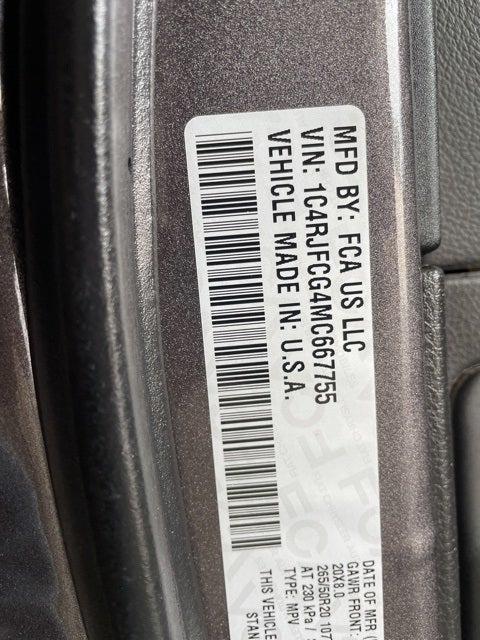 MFD BY: FCA US LLC
VIN: 1C4RJFCG4MC667755
VEHICLE MADE IN: U.S.A.
DATE OF MFR
GAWR FRONT:
20X8.0
265/50R20 107
AT 230 kPa /
TYPE: MPV
THIS VEHICLE
STAN